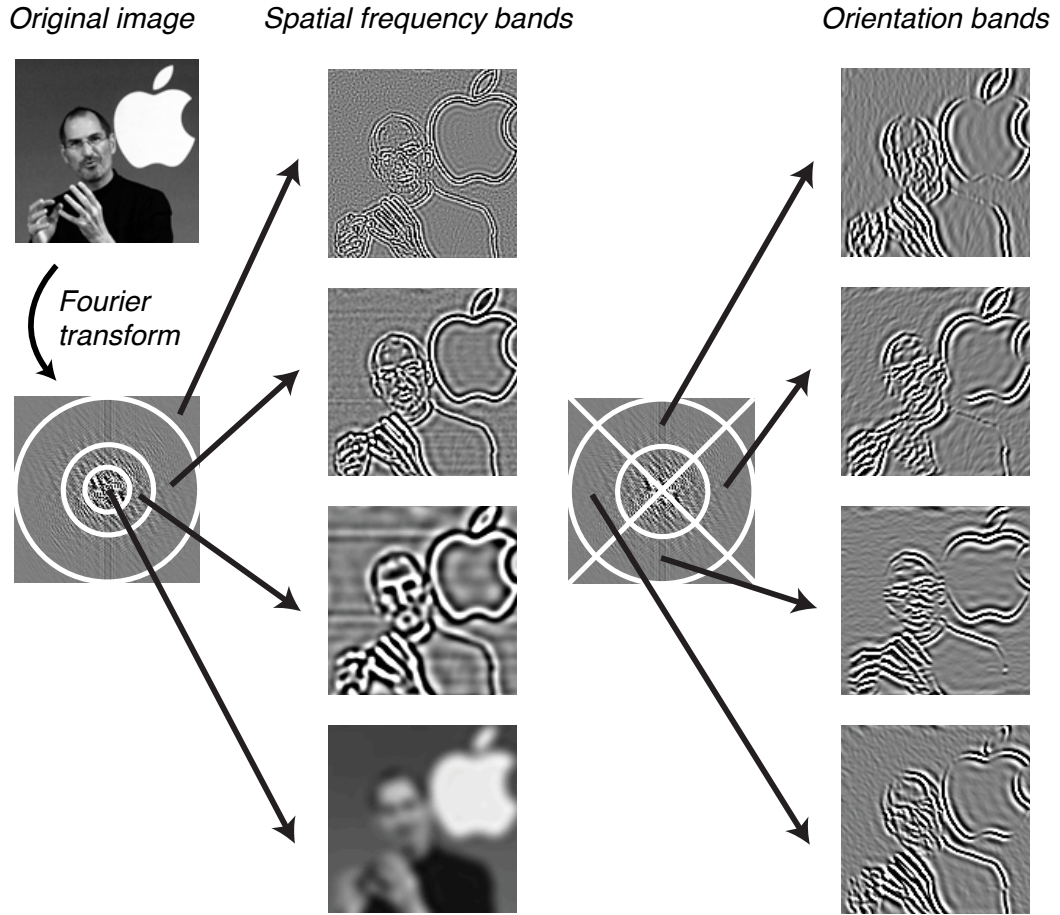 Original image
Spatial frequency bands
Orientation bands
Fourier
transform